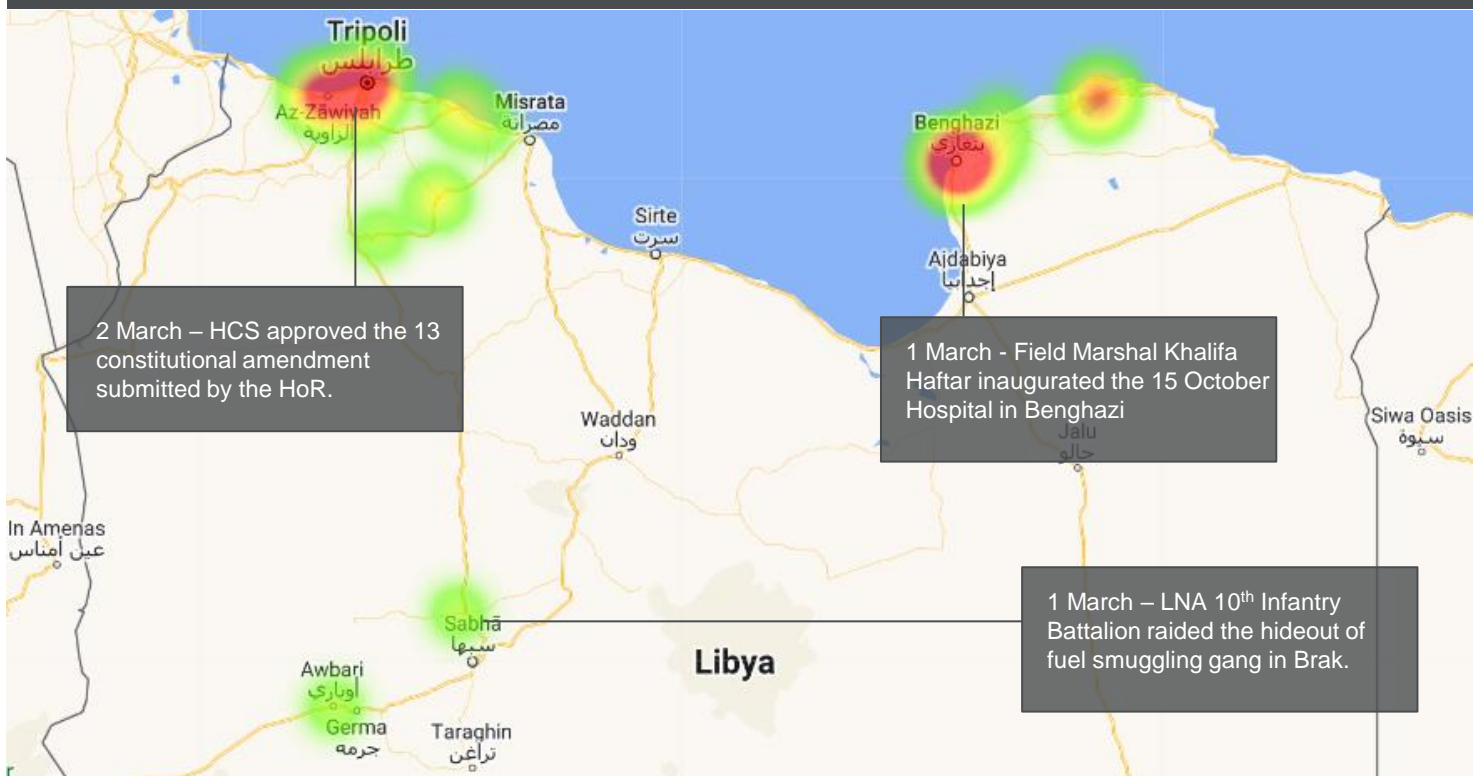 Tripoli
طرابلس
Az-Zāwiyah
الزاوية
Misrata
مصراتة
Benghazi
بنغازي
Sirte
سرت
Ajdabiya
إجدابيا
2 March – HCS approved the 13
constitutional amendment
submitted by the HoR.
1 March - Field Marshal Khalifa
Haftar inaugurated the 15 October
Hospital in Benghazi
Jalu
جالو
Waddan
ودان
Siwa Oasis
سيوة
In Amenas
عين أمناس
1 March – LNA 10th Infantry
Battalion raided the hideout of
fuel smuggling gang in Brak.
Sabhā
سبها
Libya
Awbari
أوباري
Germa
جرمه
Taraghin
تراغن
r